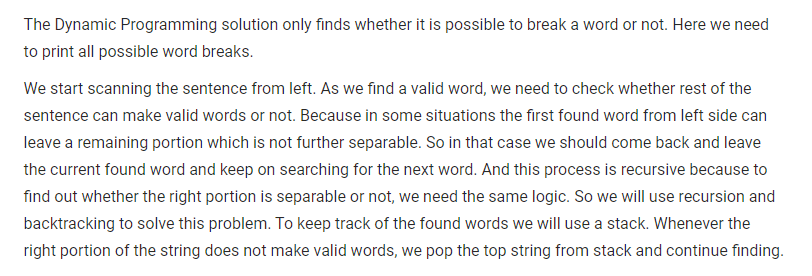 The Dynamic Programming solution only finds whether it is possible to break a word or not. Here we need
to print all possible word breaks.
We start scanning the sentence from left. As we find a valid word, we need to check whether rest of the
sentence can make valid words or not. Because in some situations the first found word from left side can
leave a remaining portion which is not further separable. So in that case we should come back and leave
the current found word and keep on searching for the next word. And this process is recursive because to
find out whether the right portion is separable or not, we need the same logic. So we will use recursion and
backtracking to solve this problem. To keep track of the found words we will use a stack. Whenever the
right portion of the string does not make valid words, we pop the top string from stack and continue finding.